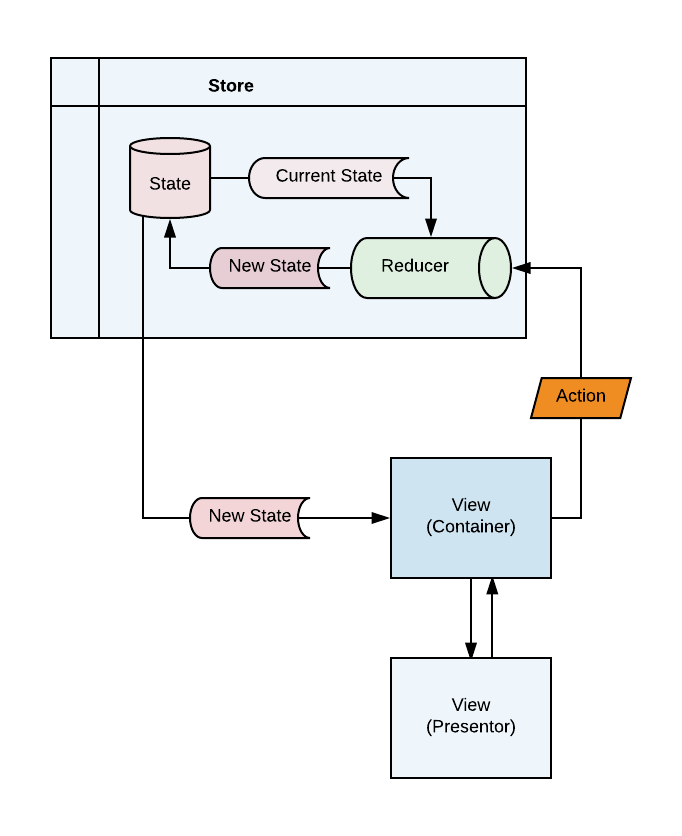 Store
State
Current State
New State
Reducer
Action
New State
View
(Container)
View
(Presentor)